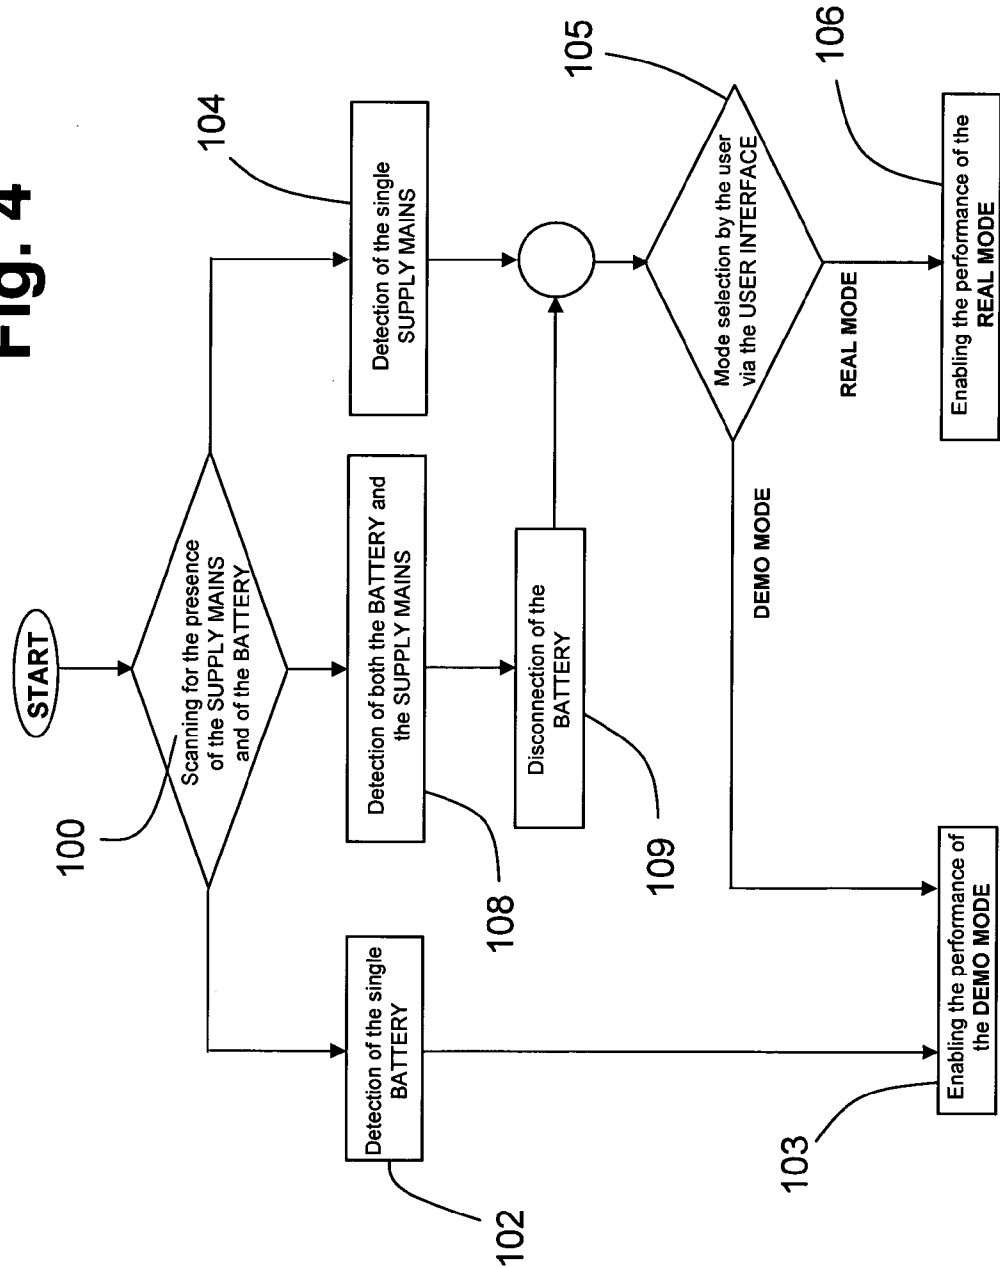 Fig. 4
START
100
Scanning for the presence
of the SUPPLY MAINS
and of the BATTERY
102
Detection of the single
BATTERY
108
Detection of both the BATTERY and
the SUPPLY MAINS
104
Detection of the single
SUPPLY MAINS
109
Disconnection of the
BATTERY
105
Mode selection by the user
via the USER INTERFACE
DEMO MODE
REAL MODE
103
Enabling the performance of
the DEMO MODE
106
Enabling the performance of the
REAL MODE